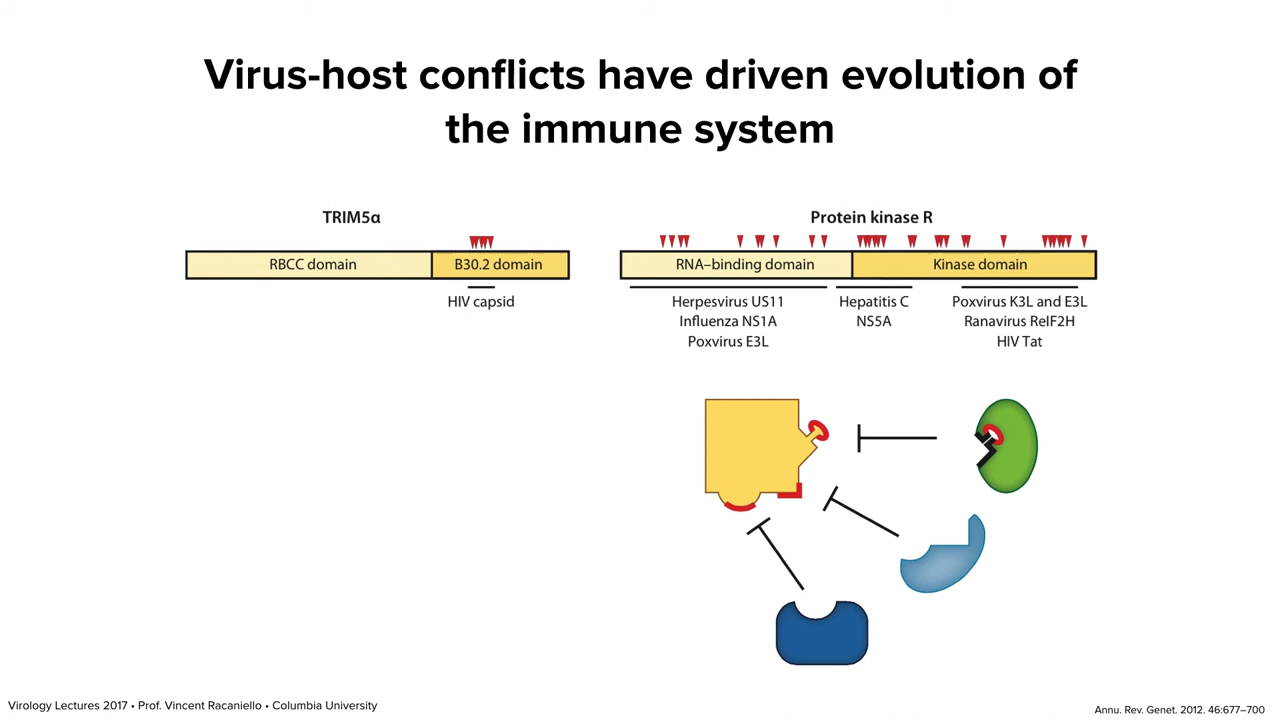 Virus-host conflicts have driven evolution of
the immune system
TRIM5α
RBCC domain
B30.2 domain
HIV capsid
Protein kinase R
RNA–binding domain
Kinase domain
Herpesvirus US11
Influenza NS1A
Poxvirus E3L
Hepatitis C
NS5A
Poxvirus K3L and E3L
Ranavirus RelF2H
HIV Tat
Virology Lectures 2017 • Prof. Vincent Racaniello • Columbia University
Annu. Rev. Genet. 2012. 46:677–700